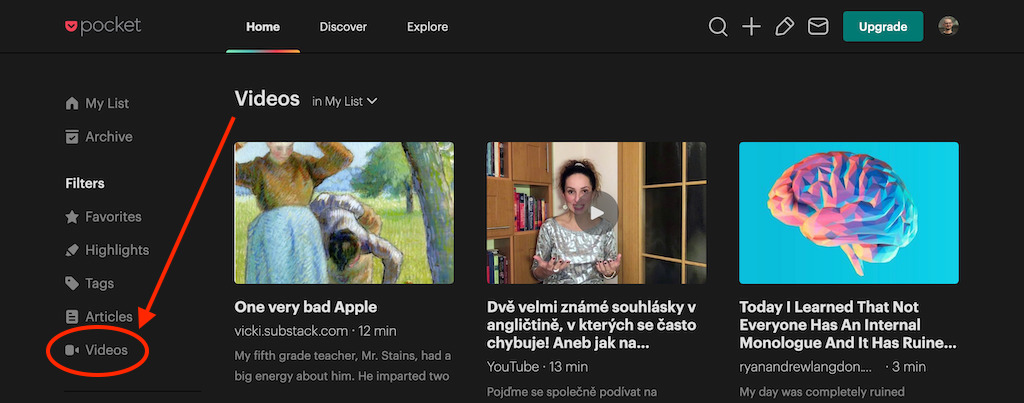 pocket
Home
Discover
Explore
Upgrade
My List
Archive
Filters
Favorites
Highlights
Tags
Articles
Videos
Videos in My List
One very bad Apple
vicki.substack.com · 12 min
My fifth grade teacher, Mr. Stains, had a
big energy about him. He imparted two
Dvě velmi známé souhlásky v
angličtině, v kterých se často
chybuje! Aneb jak na...
YouTube · 13 min
Pojďme se společně podívat na
Today I Learned That Not
Everyone Has An Internal
Monologue And It Has Ruine...
ryanandrewlangdon.... · 3 min
My day was completely ruined